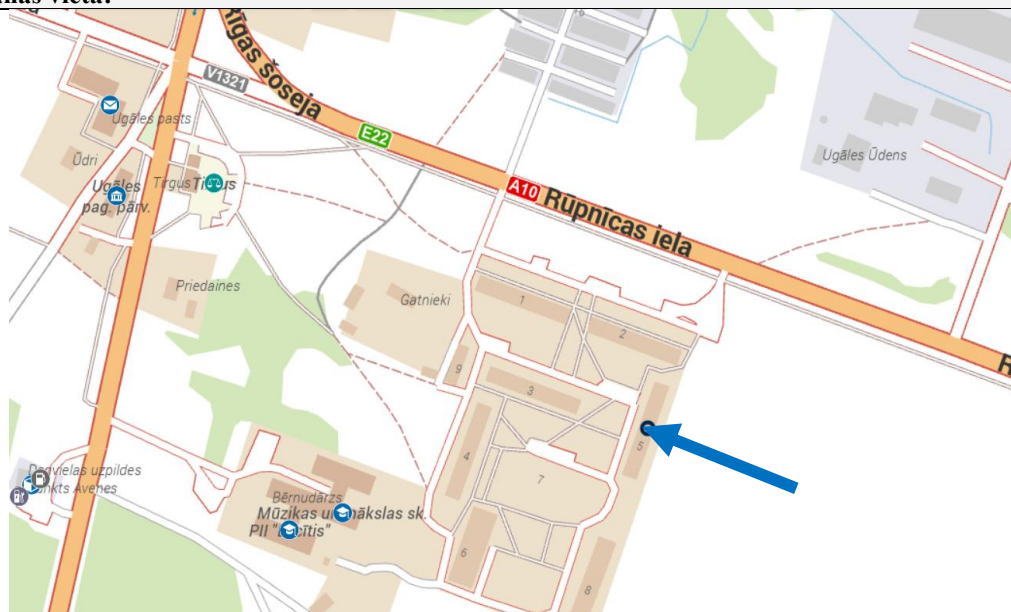 Rīgas šoseja
V1321
E22
Ugāles pasts
Ūdri
Tirgus
Tirgus
Ugāles
pag. pārv.
A10
Rūpnīcas iela
Ugāles Ūdens
Priedaines
Gatnieki
1
2
9
3
4
5
7
6
8
Degvielas uzpildes
punkts Avenes
Bērnudārzs
Mūzikas un mākslas sk.
PII